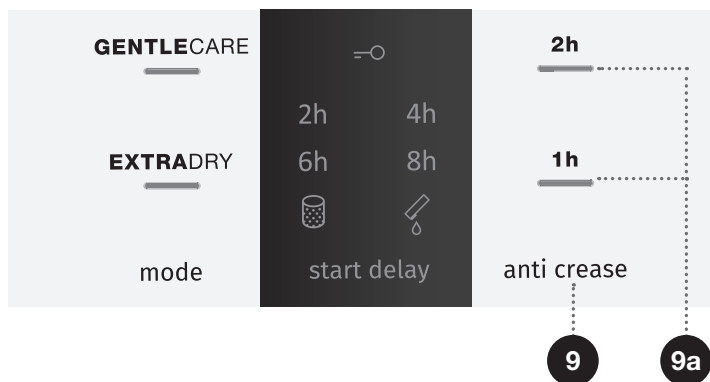 GENTLECARE
2h
2h 4h
EXTRADRY
6h 8h
1h
mode
start delay
anti crease
9
9a